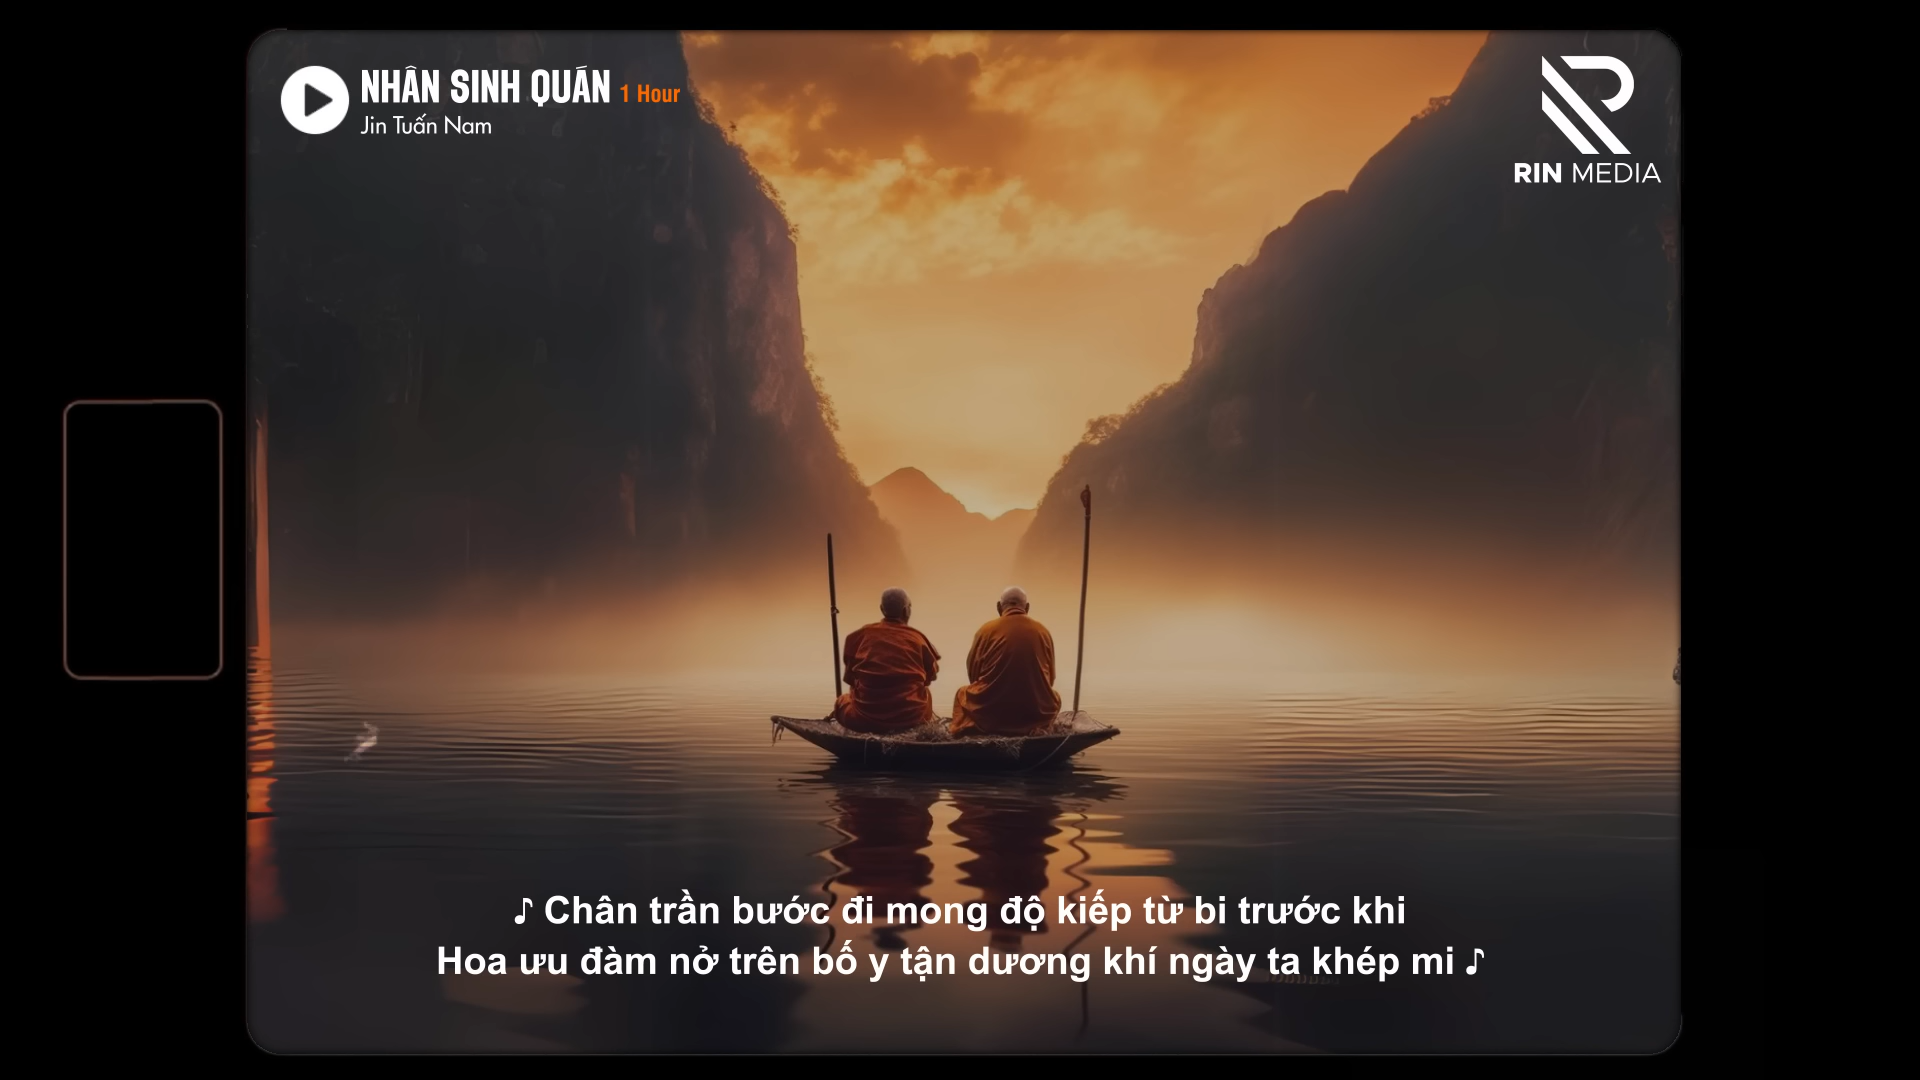 NHÂN SINH QUÁN 1 Hour
Jin Tuấn Nam
RIN MEDIA
♪ Chân trần bước đi mong độ kiếp từ bi trước khi
Hoa ưu đàm nở trên bố y tận dương khí ngày ta khép mi ♪